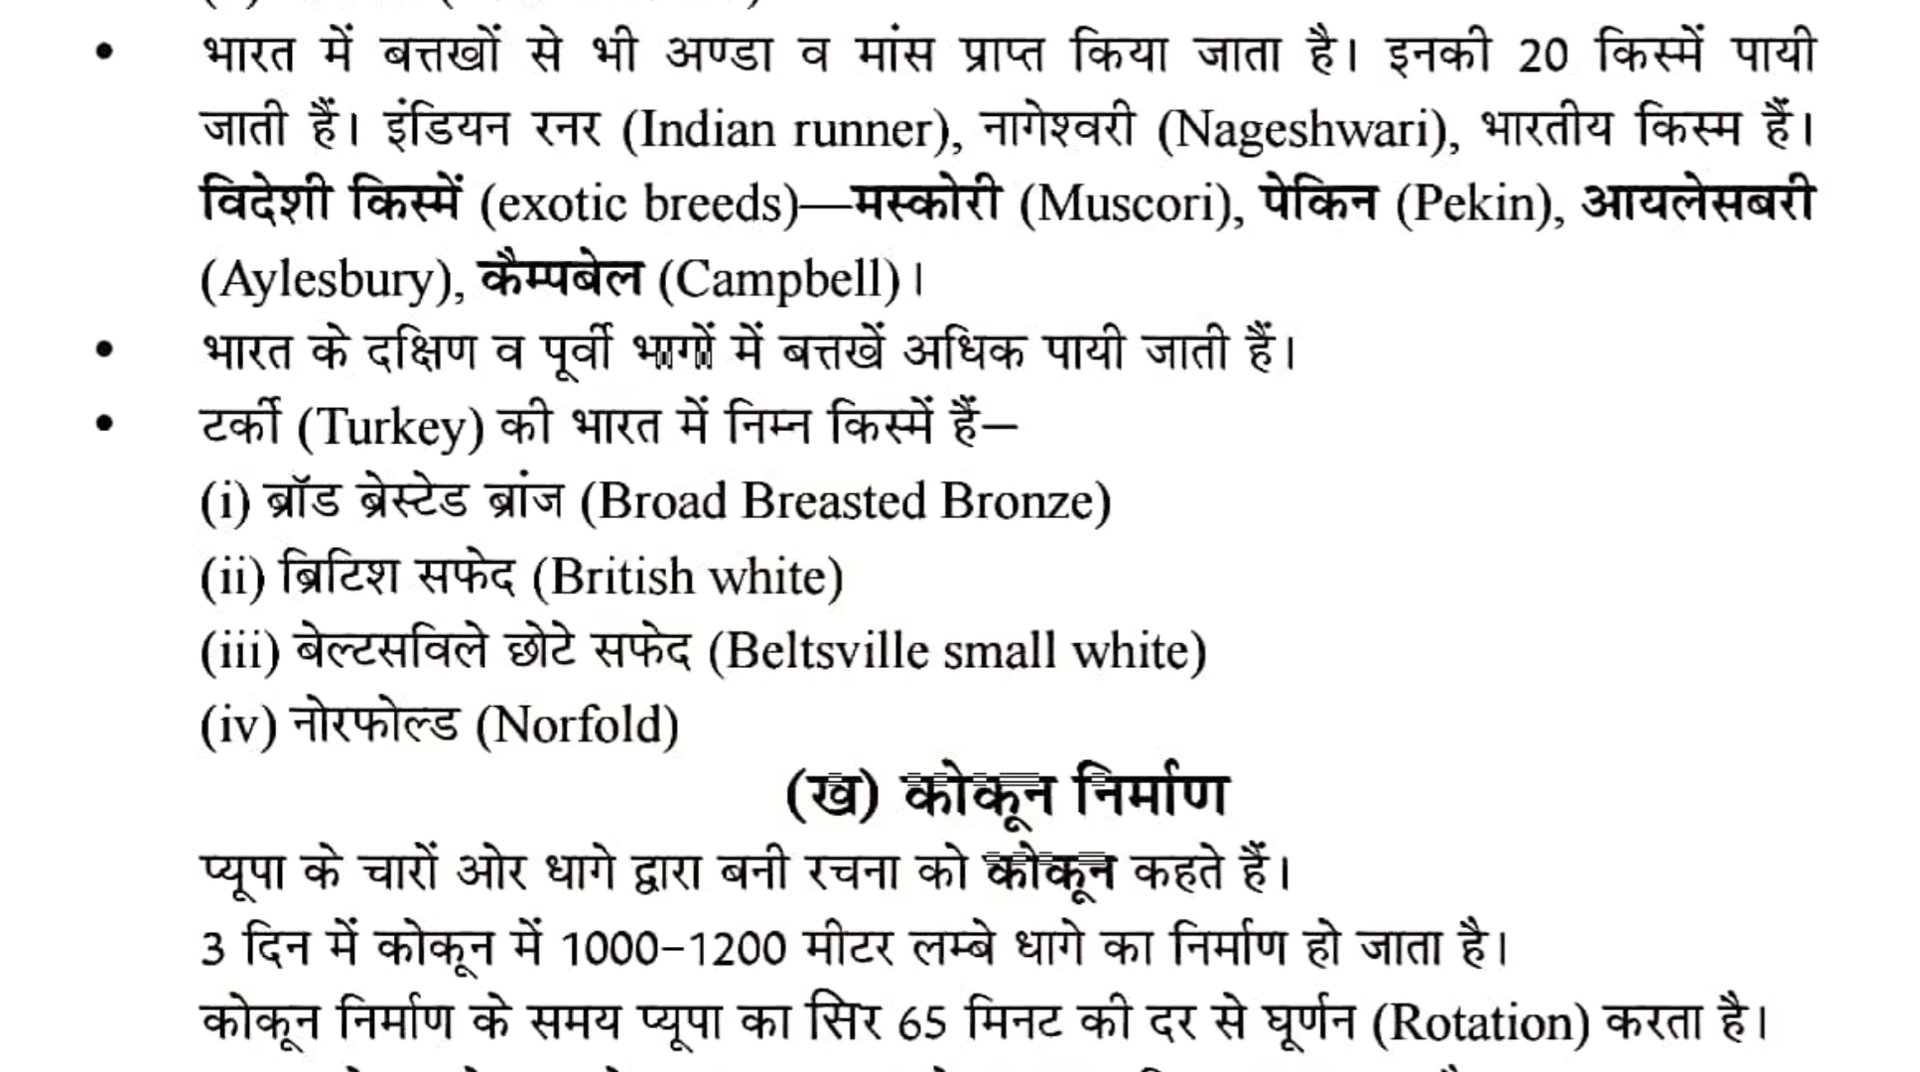 • भारत में बत्तखों से भी अण्डा व मांस प्राप्त किया जाता है। इनकी 20 किस्में पायी
जाती हैं। इंडियन रनर (Indian runner), नागेश्वरी (Nageshwari), भारतीय किस्म हैं।
विदेशी किस्में (exotic breeds)—मस्कोरी (Muscori), पेकिन (Pekin), आयलेसबरी
(Aylesbury), कैम्पबेल (Campbell)।
• भारत के दक्षिण व पूर्वी भागों में बत्तखें अधिक पायी जाती हैं।
• टर्की (Turkey) की भारत में निम्न किस्में हैं—
(i) ब्रॉड ब्रेस्टेड ब्रांज (Broad Breasted Bronze)
(ii) ब्रिटिश सफेद (British white)
(iii) बेल्टसविले छोटे सफेद (Beltsville small white)
(iv) नोरफोल्ड (Norfold)
(ख) कोकून निर्माण
प्यूपा के चारों ओर धागे द्वारा बनी रचना को कोकून कहते हैं।
3 दिन में कोकून में 1000–1200 मीटर लम्बे धागे का निर्माण हो जाता है।
कोकून निर्माण के समय प्यूपा का सिर 65 मिनट की दर से घूर्णन (Rotation) करता है।